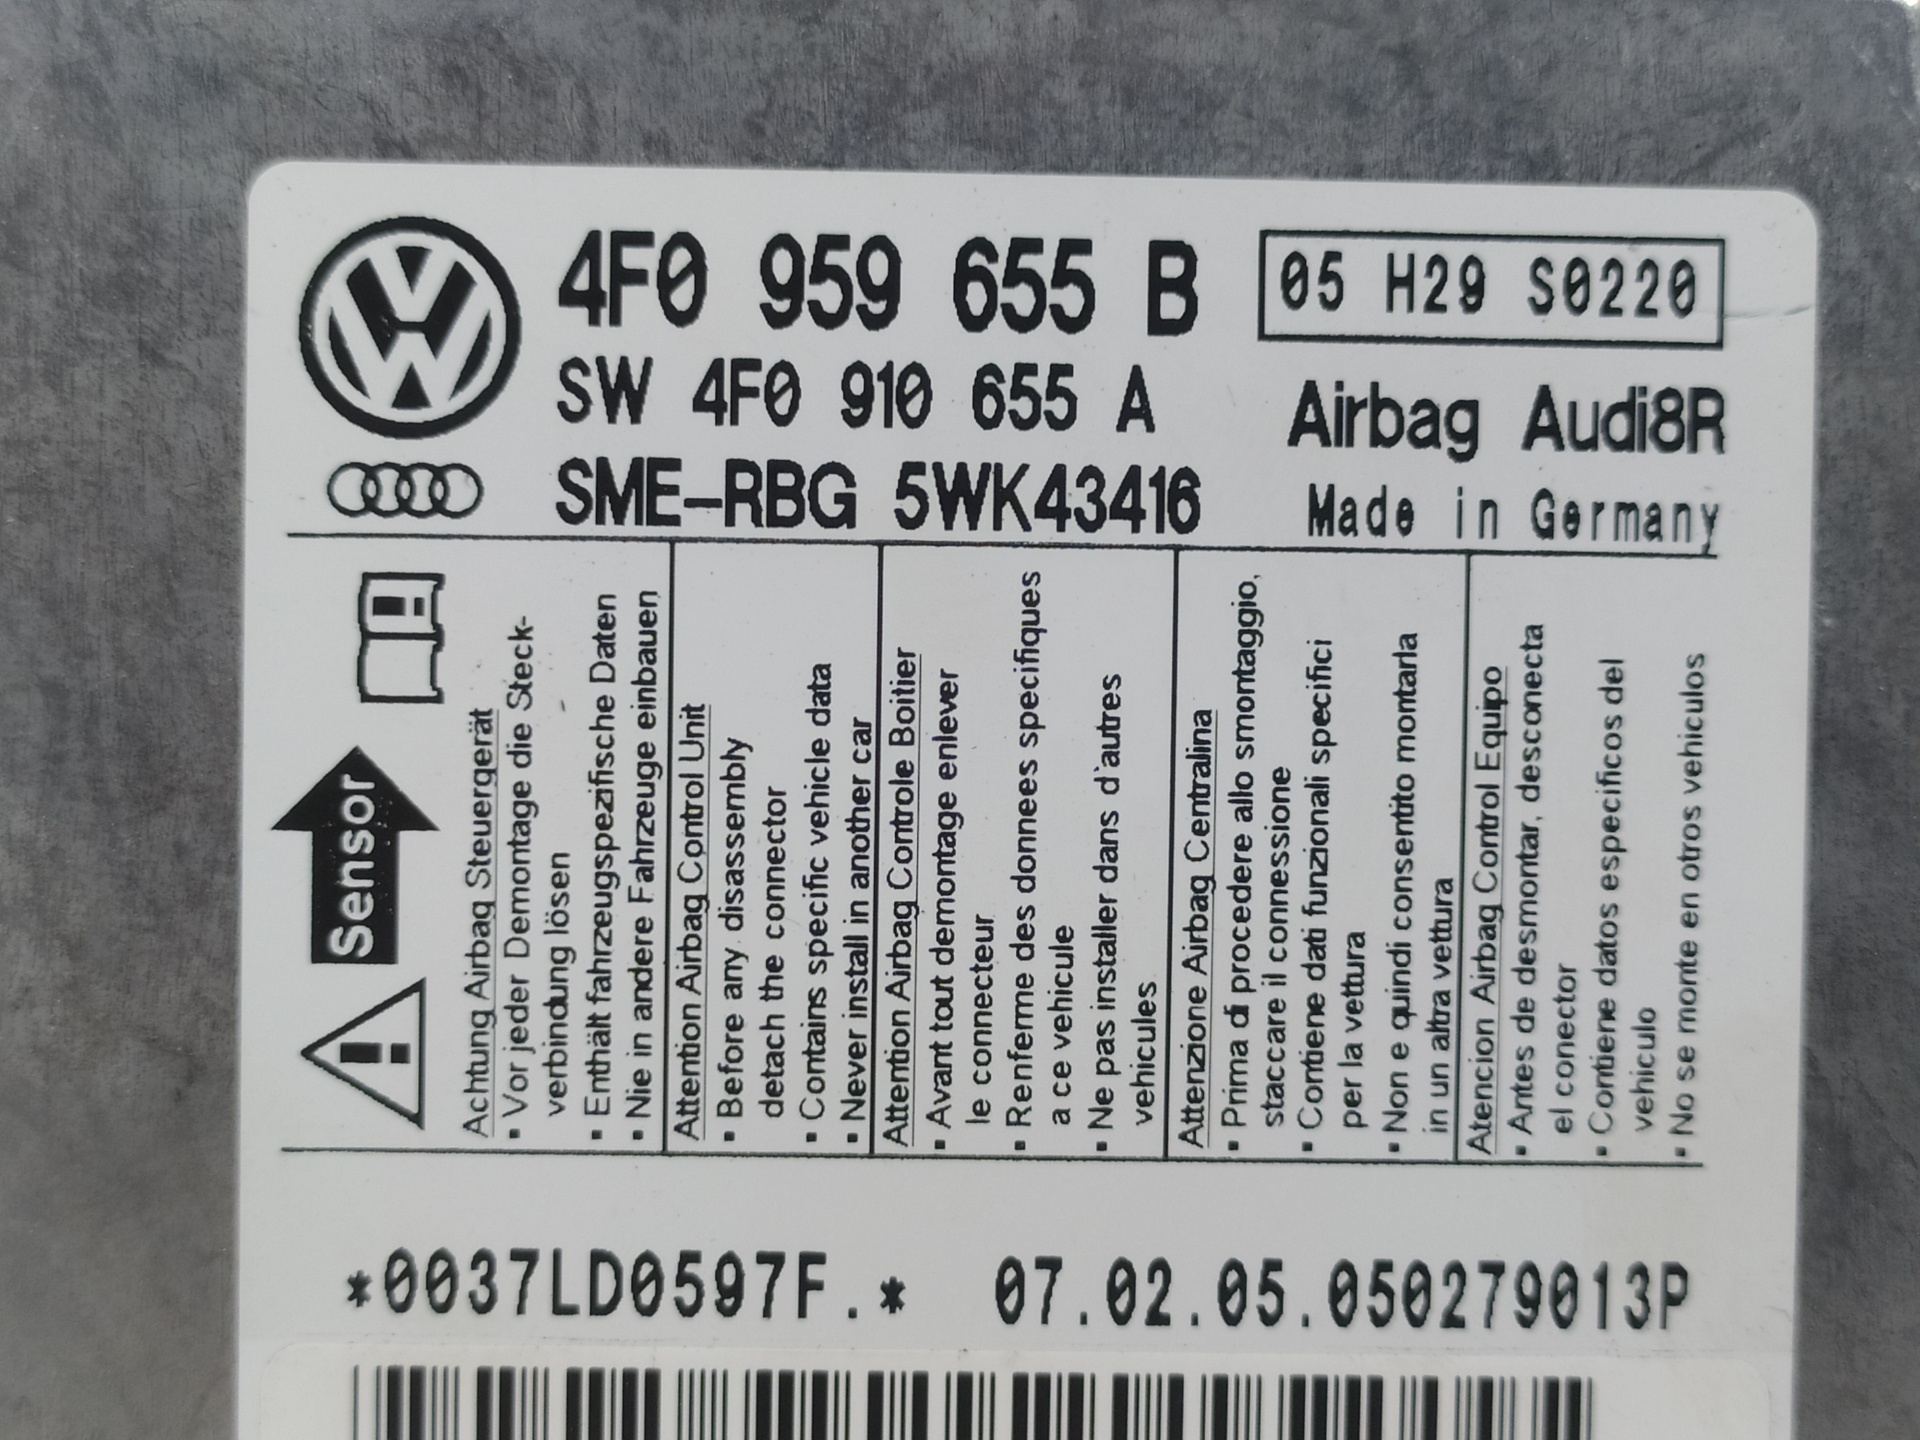 4F0 959 655 B
05 H29 S0220
SW 4F0 910 655 A
Airbag Audi8R
SME-RBG 5WK43416
Made in Germany
Sensor
Achtung Airbag Steuergerät
▪ Vor jeder Demontage die Steck-
verbindung lösen
▪ Enthält fahrzeugspezifische Daten
▪ Nie in andere Fahrzeuge einbauen
Attention Airbag Control Unit
▪ Before any disassembly
detach the connector
▪ Contains specific vehicle data
▪ Never install in another car
Attention Airbag Controle Boitier
▪ Avant tout demontage enlever
le connecteur
▪ Renferme des donnees specifiques
a ce vehicule
▪ Ne pas installer dans d'autres
vehicules
Attenzione Airbag Centralina
▪ Prima di procedere allo smontaggio,
staccare il connessione
▪ Contiene dati funzionali specifici
per la vettura
▪ Non e quindi consentito montarla
in un altra vettura
Atencion Airbag Control Equipo
▪ Antes de desmontar, desconecta
el conector
▪ Contiene datos especificos del
vehiculo
▪ No se monte en otros vehiculos
*0037LD0597F.* 07.02.05.050279013P